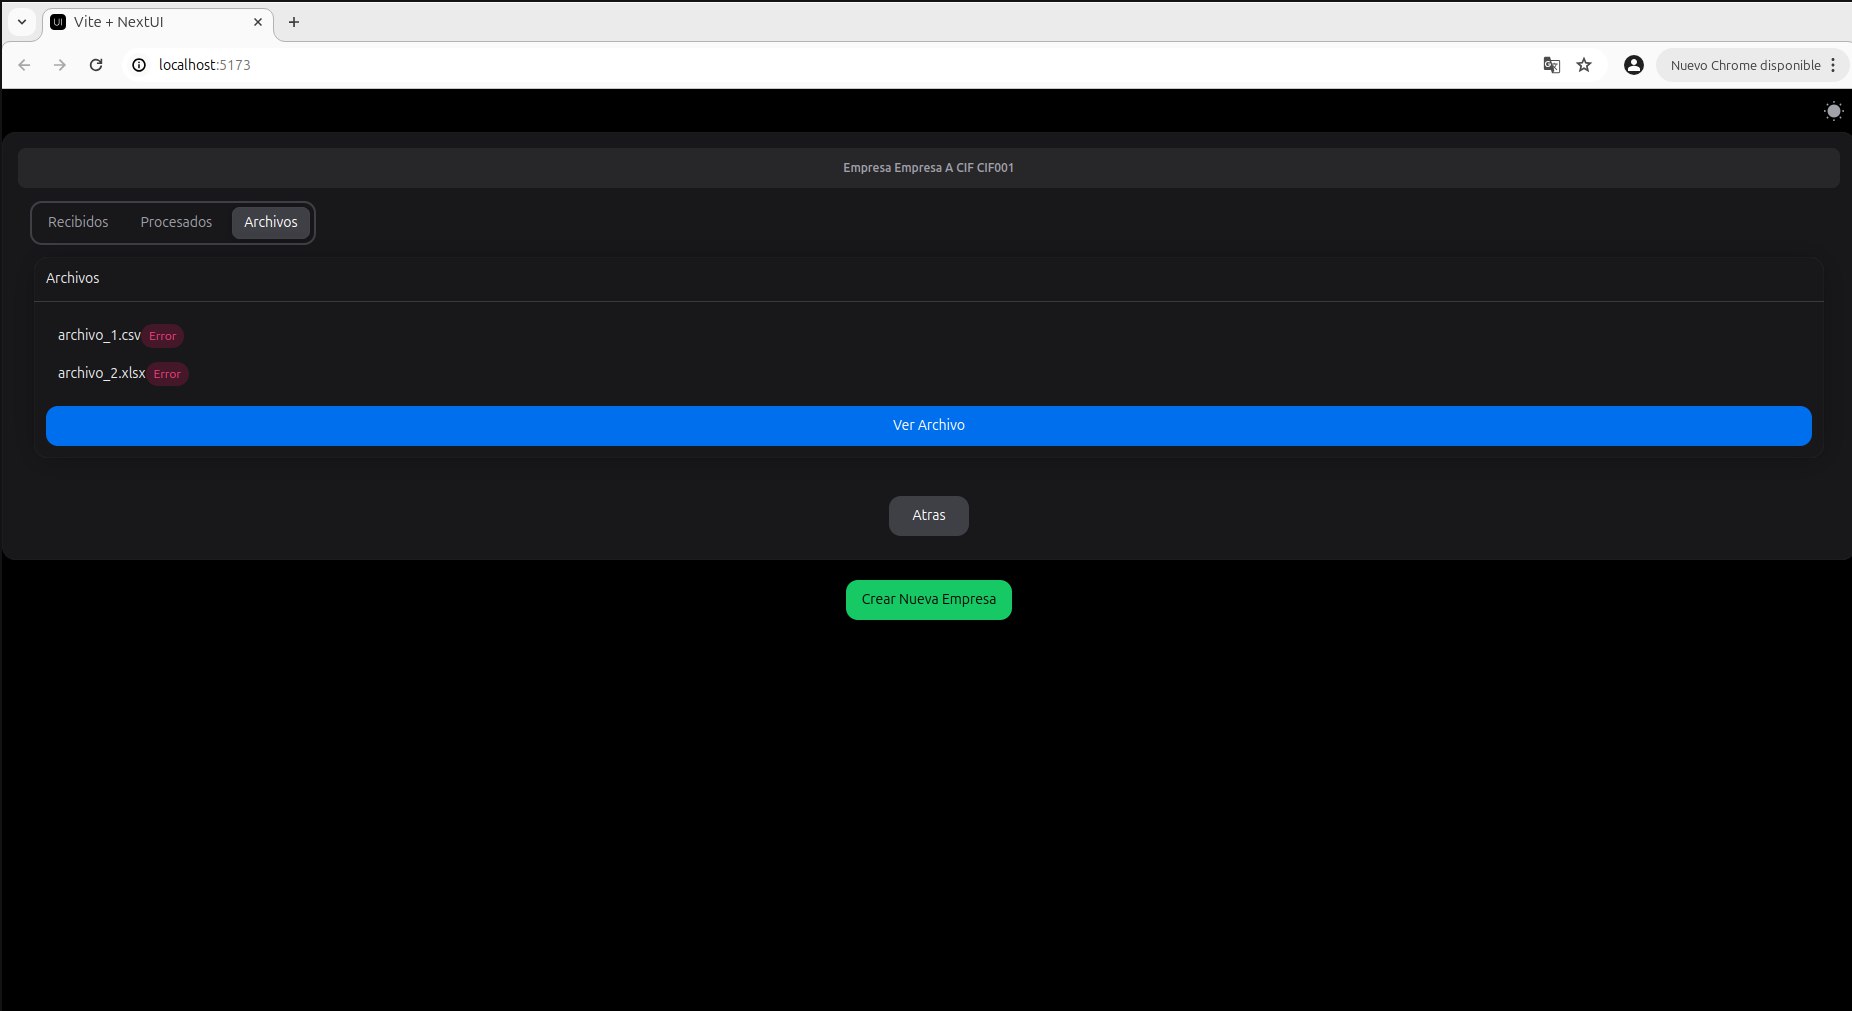 UI Vite + NextUI
localhost:5173
Nuevo Chrome disponible
Empresa Empresa A CIF CIF001
Recibidos Procesados Archivos
Archivos
archivo_1.csv Error
archivo_2.xlsx Error
Ver Archivo
Atras
Crear Nueva Empresa